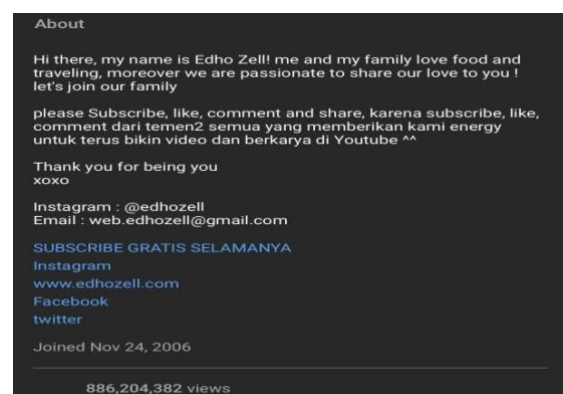 About
Hi there, my name is Edho Zell! me and my family love food and
traveling, moreover we are passionate to share our love to you !
let's join our family
please Subscribe, like, comment and share, karena subscribe, like,
comment dari temen2 semua yang memberikan kami energy
untuk terus bikin video dan berkarya di Youtube ^^
Thank you for being you
xoxo
Instagram : @edhozell
Email : web.edhozell@gmail.com
SUBSCRIBE GRATIS SELAMANYA
Instagram
www.edhozell.com
Facebook
twitter
Joined Nov 24, 2006
886,204,382 views